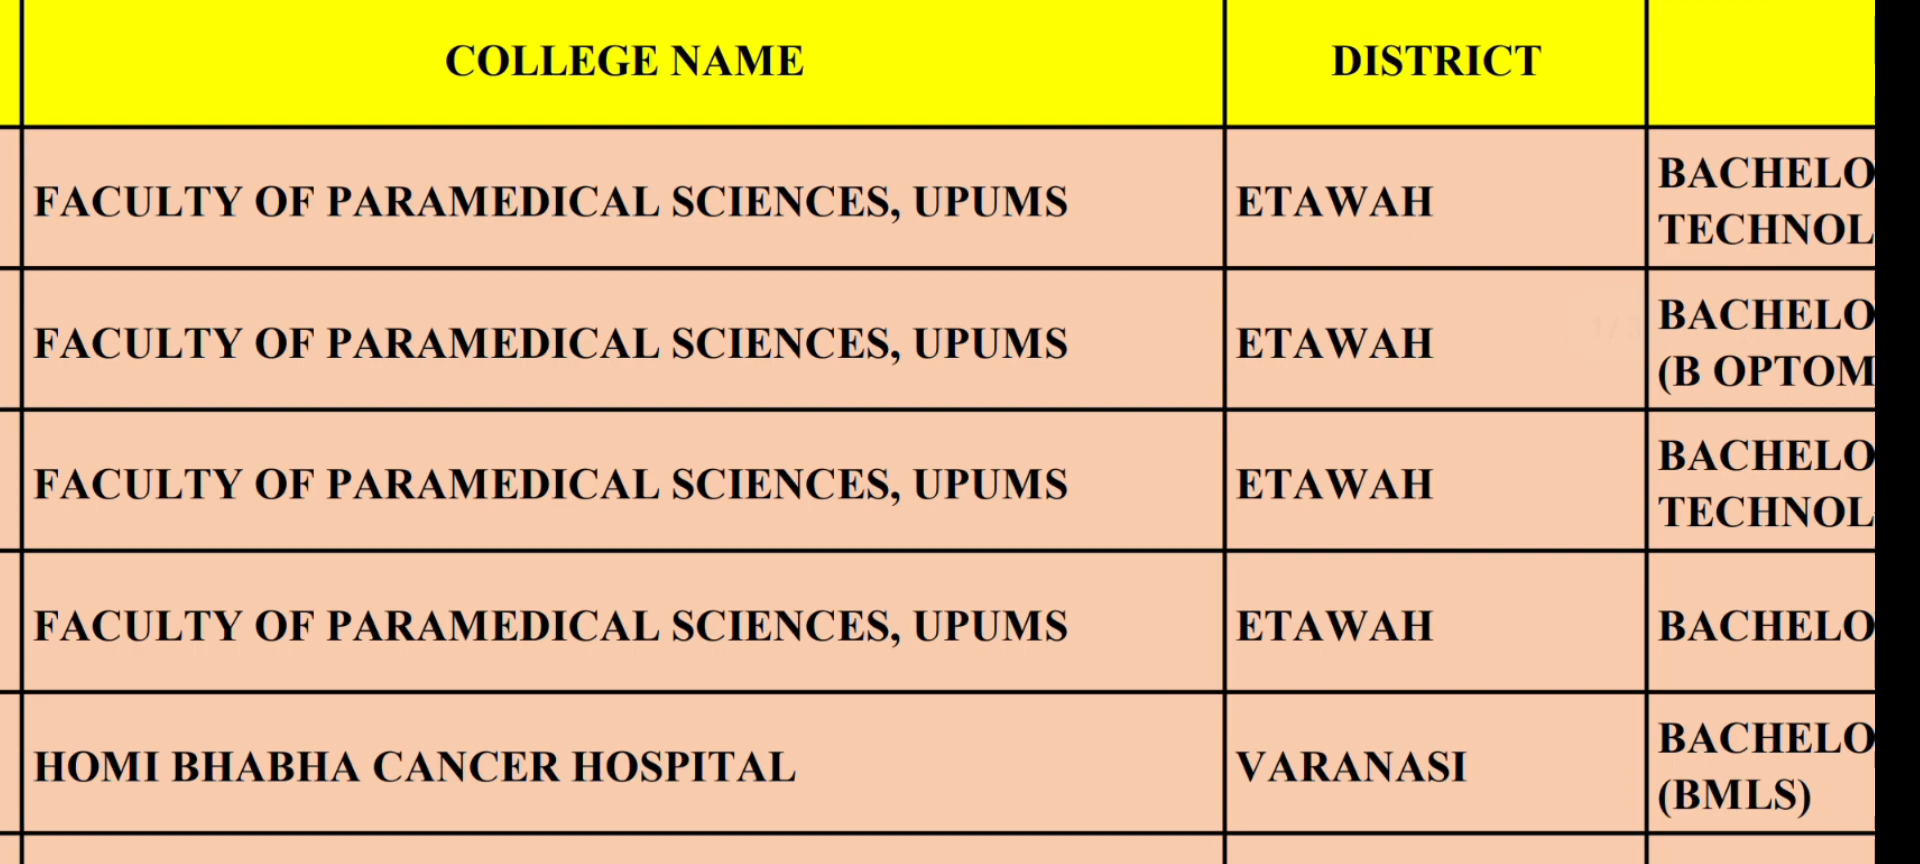 COLLEGE NAME DISTRICT
FACULTY OF PARAMEDICAL SCIENCES, UPUMS ETAWAH BACHELO
TECHNOL
FACULTY OF PARAMEDICAL SCIENCES, UPUMS ETAWAH BACHELO
(B OPTOM
FACULTY OF PARAMEDICAL SCIENCES, UPUMS ETAWAH BACHELO
TECHNOL
FACULTY OF PARAMEDICAL SCIENCES, UPUMS ETAWAH BACHELO
HOMI BHABHA CANCER HOSPITAL VARANASI BACHELO
(BMLS)